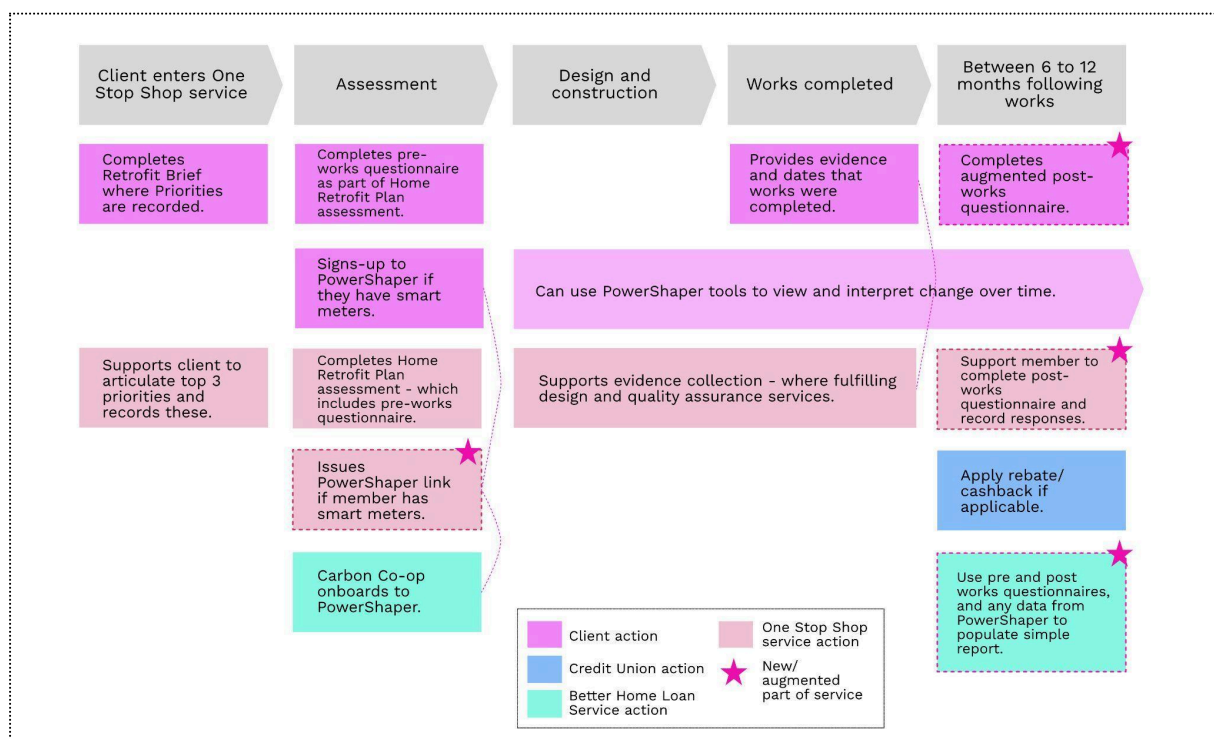 Client enters One
Stop Shop service
Assessment
Design and
construction
Works completed
Between 6 to 12
months following
works
Completes
Retrofit Brief
where Priorities
are recorded.
Completes pre-
works questionnaire
as part of Home
Retrofit Plan
assessment.
Provides evidence
and dates that
works were
completed.
Completes
augmented post-
works
questionnaire.
Signs-up to
PowerShaper if
they have smart
meters.
Can use PowerShaper tools to view and interpret change over time.
Supports client to
articulate top 3
priorities and
records these.
Completes Home
Retrofit Plan
assessment - which
includes pre-works
questionnaire.
Supports evidence collection - where fulfilling
design and quality assurance services.
Support member to
complete post-
works
questionnaire and
record responses.
Issues
PowerShaper link
if member has
smart meters.
Apply rebate/
cashback if
applicable.
Carbon Co-op
onboards to
PowerShaper.
Use pre and post
works questionnaires,
and any data from
PowerShaper to
populate simple
report.
Client action
Credit Union action
Better Home Loan
Service action
One Stop Shop
service action
New/
augmented
part of service